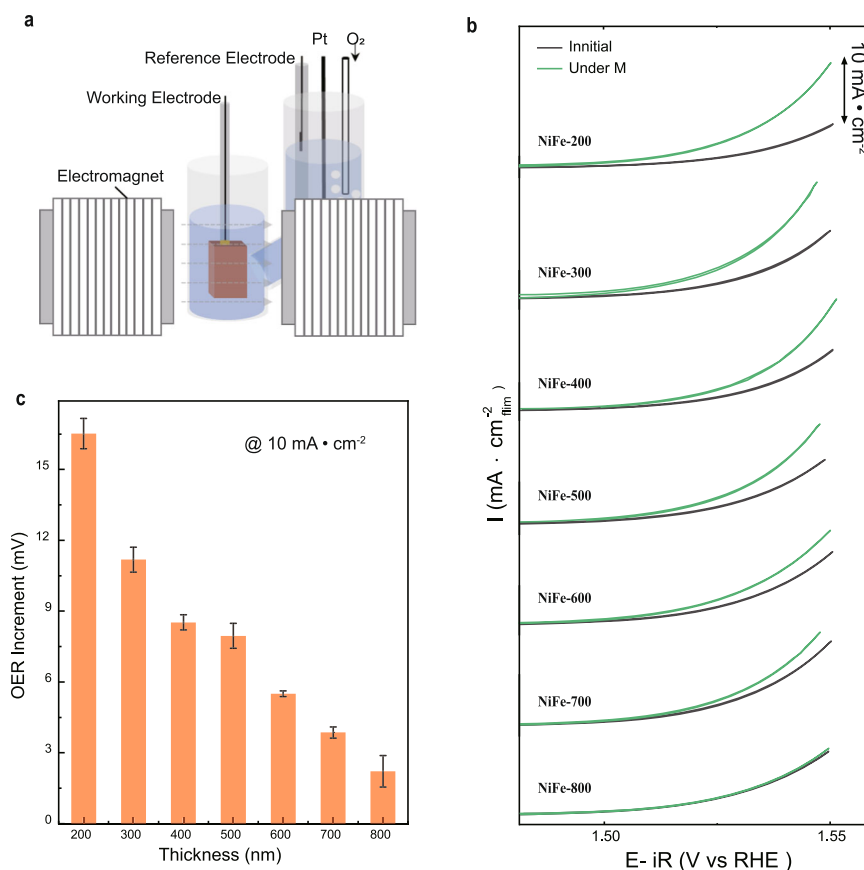 a
Reference Electrode
Pt
O₂
Working Electrode
Electromagnet
b
Innitial
Under M
10 mA • cm⁻²
NiFe-200
NiFe-300
NiFe-400
NiFe-500
NiFe-600
NiFe-700
NiFe-800
I (mA · cm⁻²flim)
1.50
1.55
E- iR (V vs RHE )
c
@ 10 mA • cm⁻²
OER Increment (mV)
16
12
9
6
3
0
200
300
400
500
600
700
800
Thickness (nm)